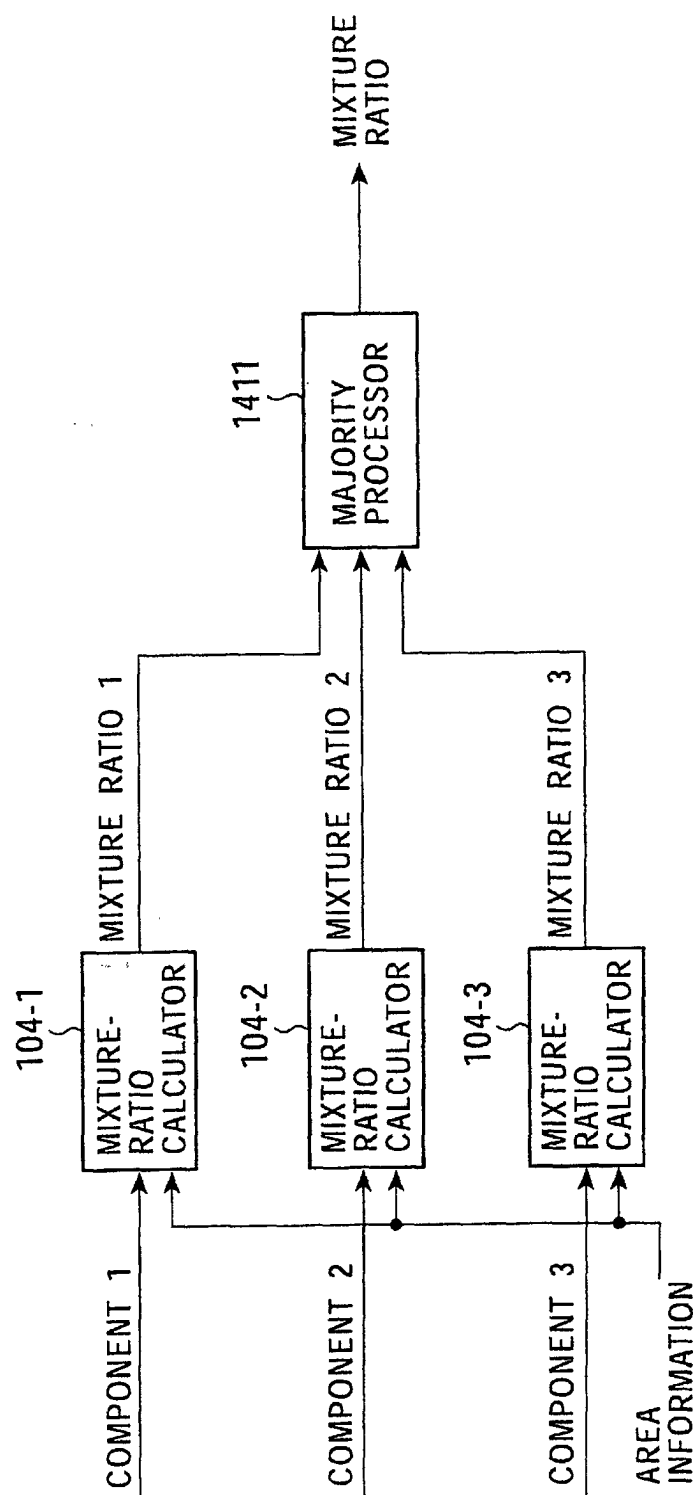 COMPONENT 1
104-1
MIXTURE-
RATIO
CALCULATOR
MIXTURE RATIO 1
COMPONENT 2
104-2
MIXTURE-
RATIO
CALCULATOR
MIXTURE RATIO 2
COMPONENT 3
104-3
MIXTURE-
RATIO
CALCULATOR
MIXTURE RATIO 3
AREA
INFORMATION
1411
MAJORITY
PROCESSOR
MIXTURE
RATIO